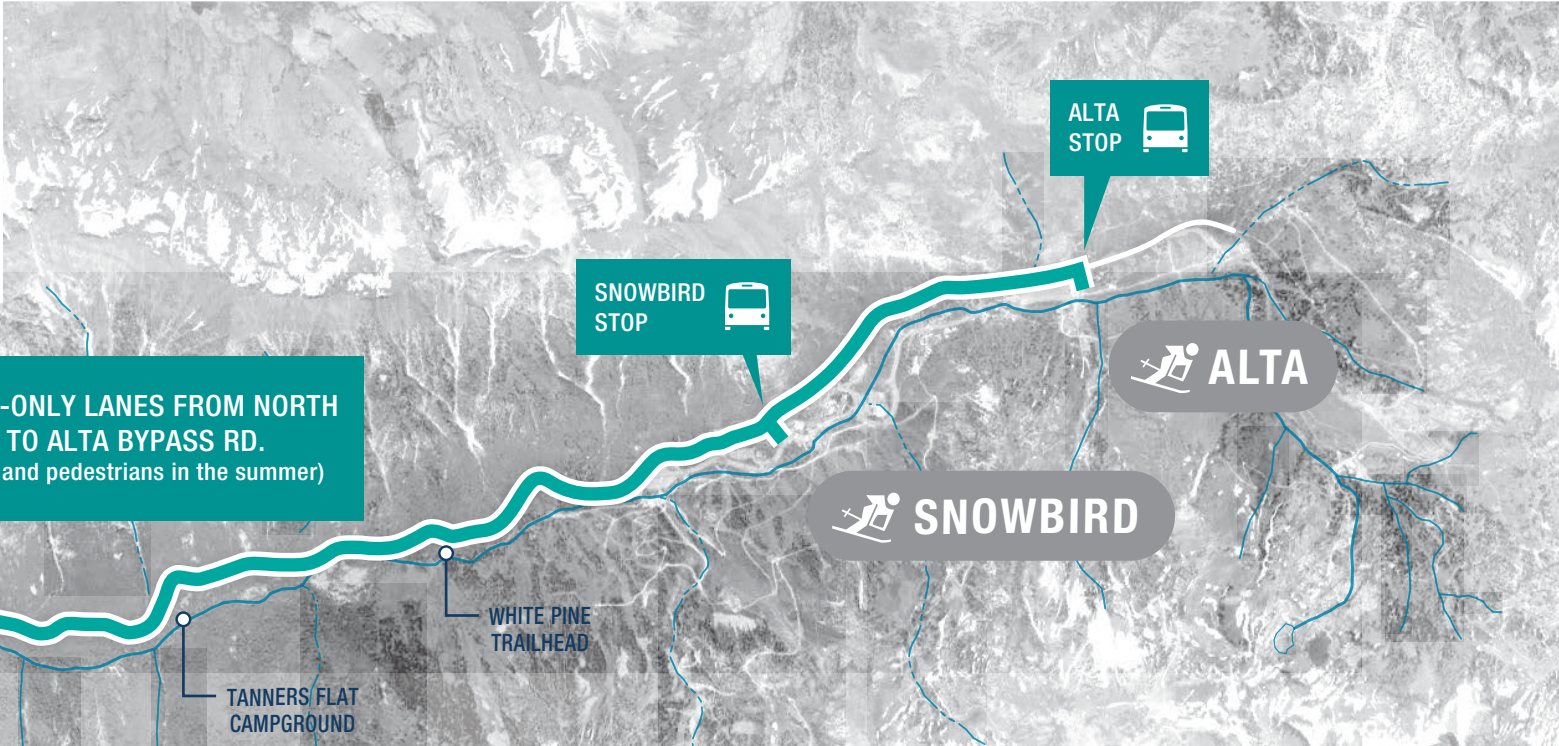 ALTA
STOP
SNOWBIRD
STOP
ALTA
-ONLY LANES FROM NORTH
TO ALTA BYPASS RD.
and pedestrians in the summer)
SNOWBIRD
WHITE PINE
TRAILHEAD
TANNERS FLAT
CAMPGROUND